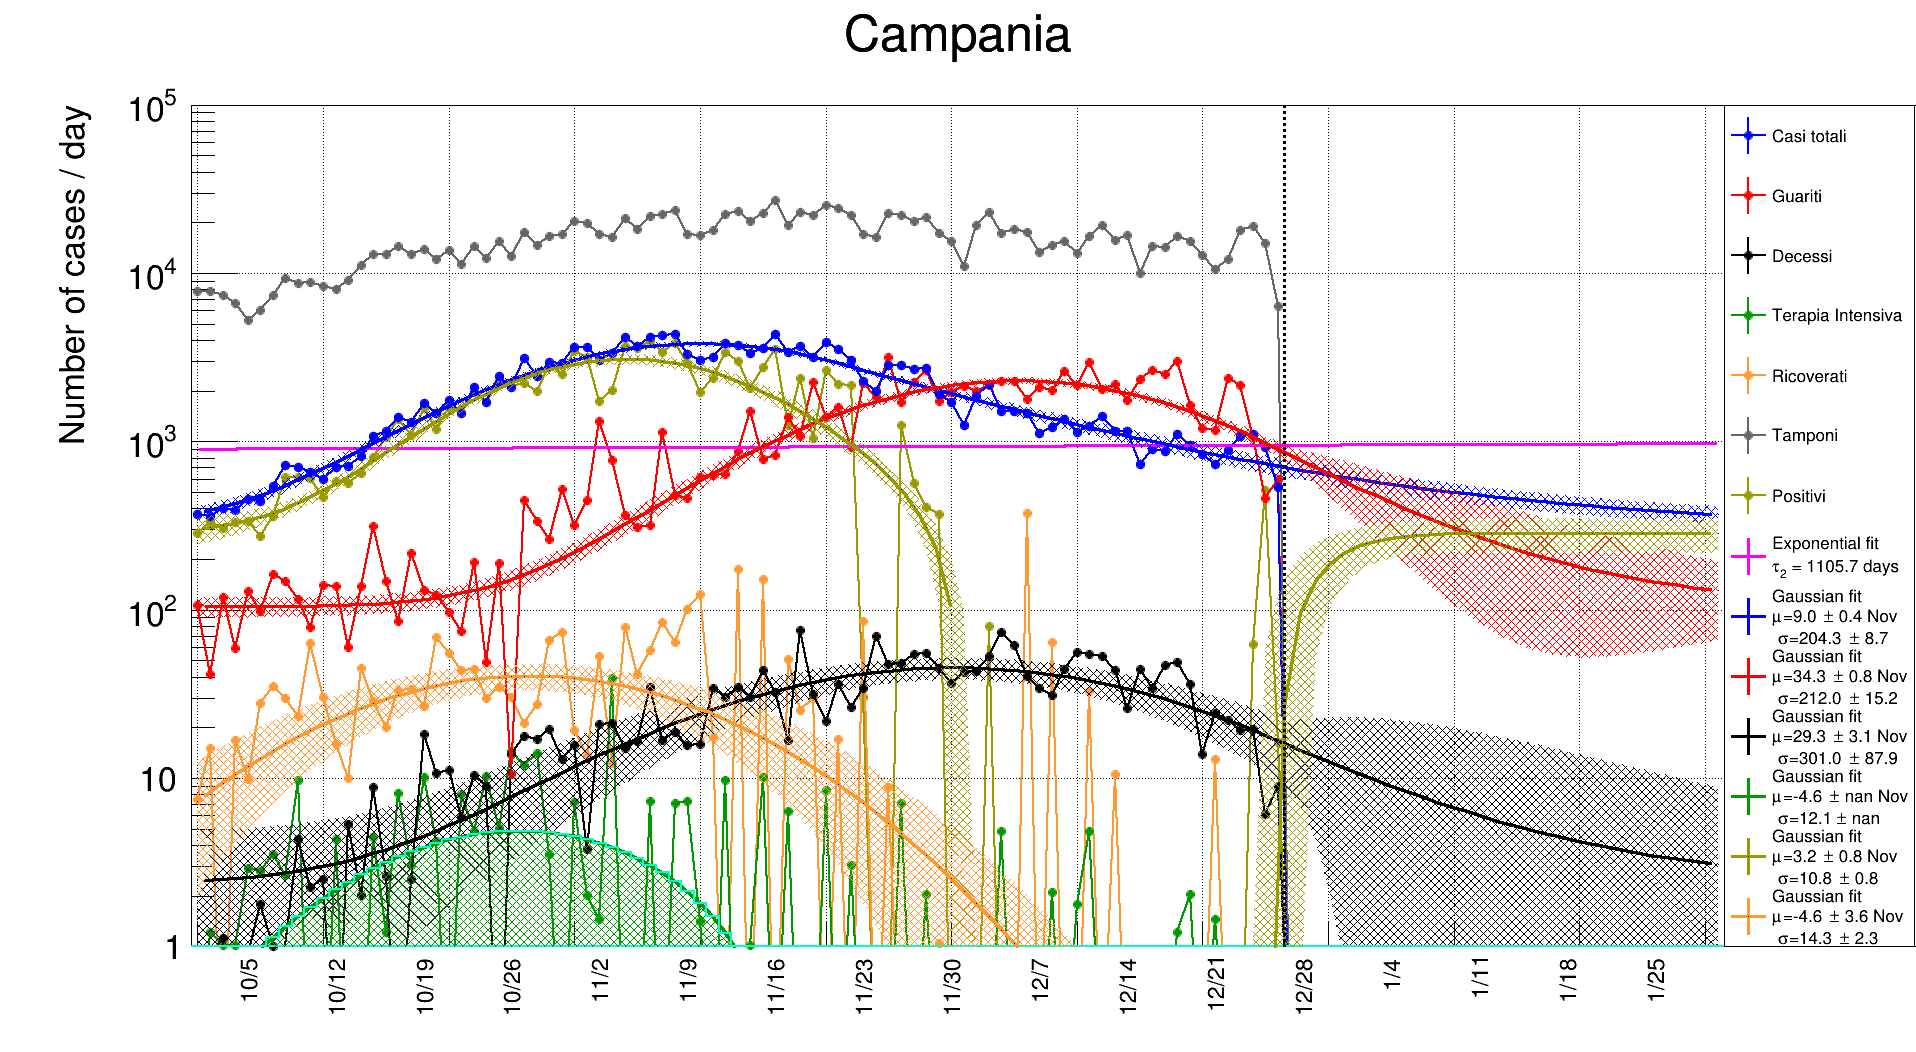 Campania
Number of cases / day
10^5
10^4
10^3
10^2
10
1
10/5
10/12
10/19
10/26
11/2
11/9
11/16
11/23
11/30
12/7
12/14
12/21
12/28
1/4
1/11
1/18
1/25
Casi totali
Guariti
Decessi
Terapia Intensiva
Ricoverati
Tamponi
Positivi
Exponential fit
τ_2 = 1105.7 days
Gaussian fit
μ=9.0 ± 0.4 Nov
σ=204.3 ± 8.7
Gaussian fit
μ=34.3 ± 0.8 Nov
σ=212.0 ± 15.2
Gaussian fit
μ=29.3 ± 3.1 Nov
σ=301.0 ± 87.9
Gaussian fit
μ=-4.6 ± nan Nov
σ=12.1 ± nan
Gaussian fit
μ=3.2 ± 0.8 Nov
σ=10.8 ± 0.8
Gaussian fit
μ=-4.6 ± 3.6 Nov
σ=14.3 ± 2.3